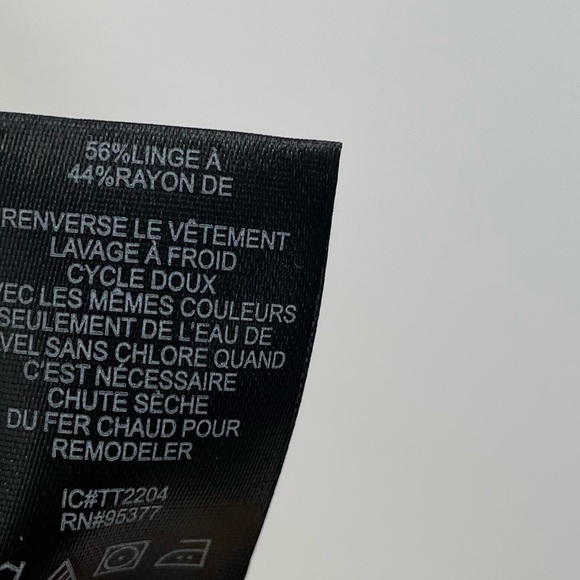 56%LINGE À
44%RAYON DE
RENVERSE LE VÊTEMENT
LAVAGE À FROID
CYCLE DOUX
VEC LES MÊMES COULEURS
SEULEMENT DE L'EAU DE
VEL SANS CHLORE QUAND
C'EST NÉCESSAIRE
CHUTE SÈCHE
DU FER CHAUD POUR
REMODELER
IC#TT2204
RN#95377